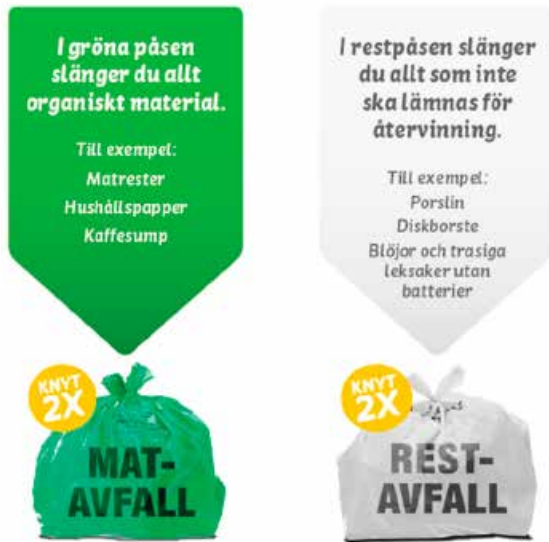 I gröna påsen
slänger du allt
organiskt material.
Till exempel:
Matrester
Hushållspapper
Kaffesump
KNYT
2X
MAT-
AVFALL
I restpåsen slänger
du allt som inte
ska lämnas för
återvinning.
Till exempel:
Porslin
Diskborste
Blöjor och trasiga
leksaker utan
batterier
KNYT
2X
REST-
AVFALL